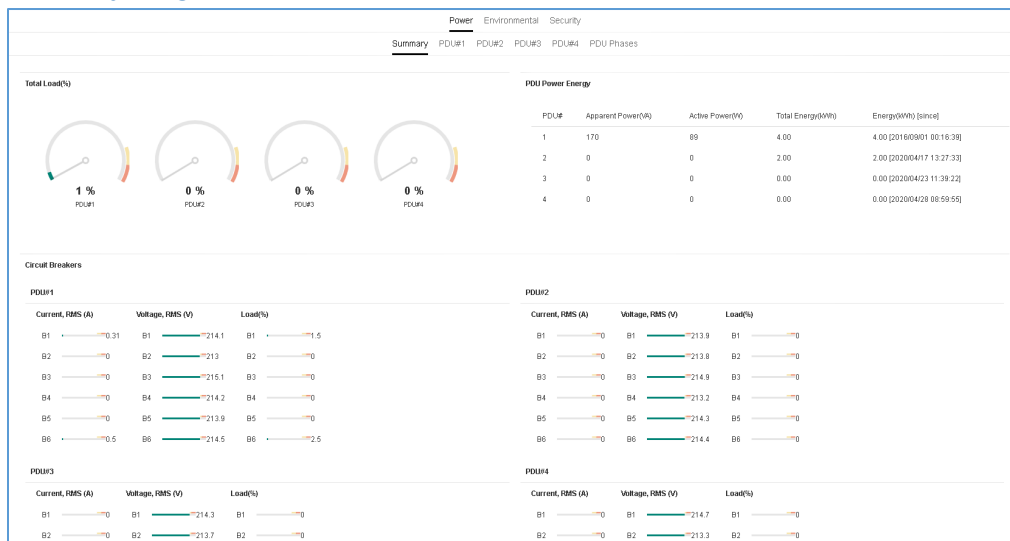 Power Environmental Security
Summary PDU#1 PDU#2 PDU#3 PDU#4 PDU Phases
Total Load(%)
1 % 0 % 0 % 0 %
PDU#1 PDU#2 PDU#3 PDU#4
PDU Power Energy
PDU# Apparent Power(VA) Active Power(W) Total Energy(kWh) Energy(kWh) [since]
1 170 89 4.00 4.00 [2016/09/01 00:16:39]
2 0 0 2.00 2.00 [2020/04/17 13:27:33]
3 0 0 0.00 0.00 [2020/04/23 11:39:22]
4 0 0 0.00 0.00 [2020/04/28 08:59:55]
Circuit Breakers
PDU#1
Current, RMS (A) Voltage, RMS (V) Load(%)
B1 0.31 B1 214.1 B1 1.5
B2 0 B2 213 B2 0
B3 0 B3 215.1 B3 0
B4 0 B4 214.2 B4 0
B5 0 B5 213.9 B5 0
B6 0.5 B6 214.5 B6 2.5
PDU#2
Current, RMS (A) Voltage, RMS (V) Load(%)
B1 0 B1 213.9 B1 0
B2 0 B2 213.8 B2 0
B3 0 B3 214.9 B3 0
B4 0 B4 213.2 B4 0
B5 0 B5 214.3 B5 0
B6 0 B6 214.4 B6 0
PDU#3
Current, RMS (A) Voltage, RMS (V) Load(%)
B1 0 B1 214.3 B1 0
B2 0 B2 213.7 B2 0
PDU#4
Current, RMS (A) Voltage, RMS (V) Load(%)
B1 0 B1 214.7 B1 0
B2 0 B2 213.3 B2 0